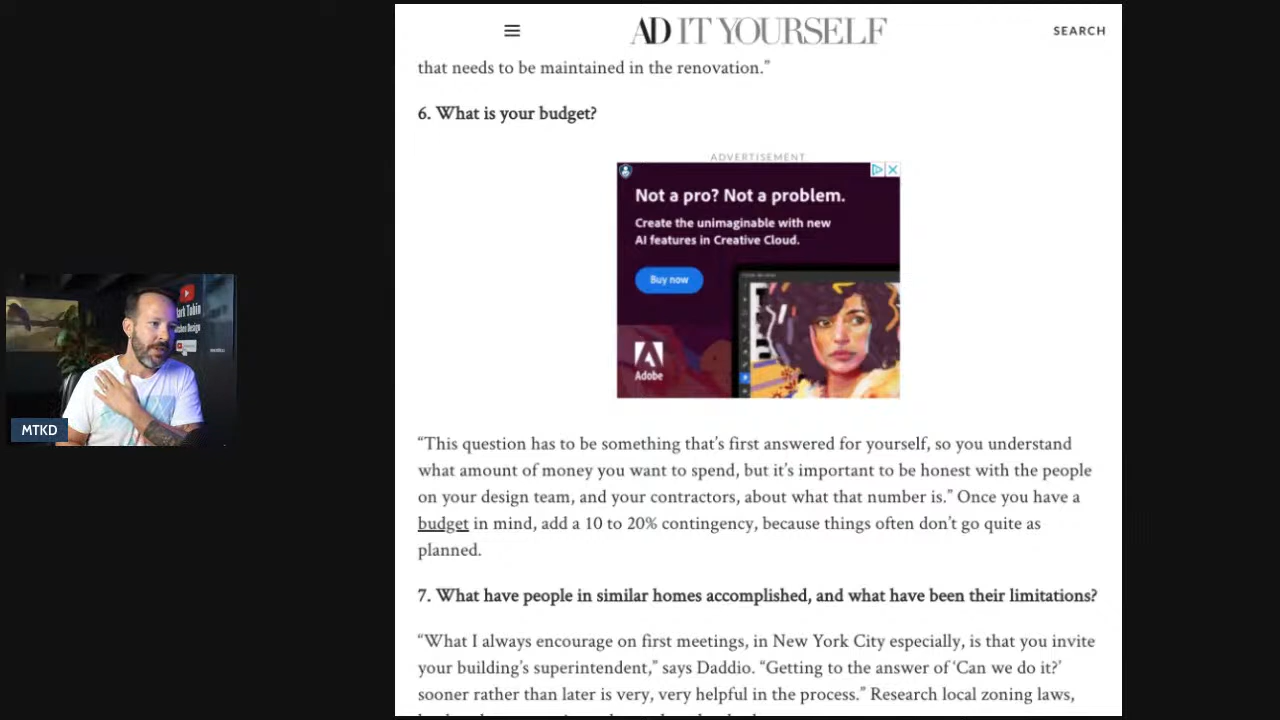 AD IT YOURSELF
SEARCH
that needs to be maintained in the renovation.”
6. What is your budget?
ADVERTISEMENT
Not a pro? Not a problem.
Create the unimaginable with new
AI features in Creative Cloud.
Buy now
Adobe
“This question has to be something that’s first answered for yourself, so you understand
what amount of money you want to spend, but it’s important to be honest with the people
on your design team, and your contractors, about what that number is.” Once you have a
budget in mind, add a 10 to 20% contingency, because things often don’t go quite as
planned.
7. What have people in similar homes accomplished, and what have been their limitations?
“What I always encourage on first meetings, in New York City especially, is that you invite
your building’s superintendent,” says Daddio. “Getting to the answer of ‘Can we do it?’
sooner rather than later is very, very helpful in the process.” Research local zoning laws,
Mark Tobin
Kitchen Design
MTKD